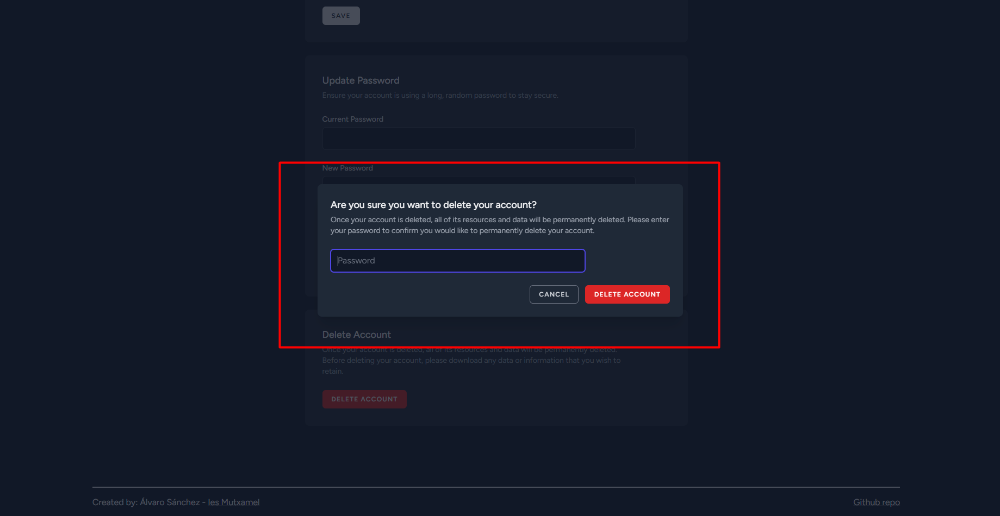 SAVE
Update Password
Ensure your account is using a long, random password to stay secure.
Current Password
New Password
Are you sure you want to delete your account?
Once your account is deleted, all of its resources and data will be permanently deleted. Please enter
your password to confirm you would like to permanently delete your account.
Password
CANCEL
DELETE ACCOUNT
Delete Account
Once your account is deleted, all of its resources and data will be permanently deleted.
Before deleting your account, please download any data or information that you wish to
retain.
DELETE ACCOUNT
Created by: Álvaro Sánchez - Ies Mutxamel
Github repo